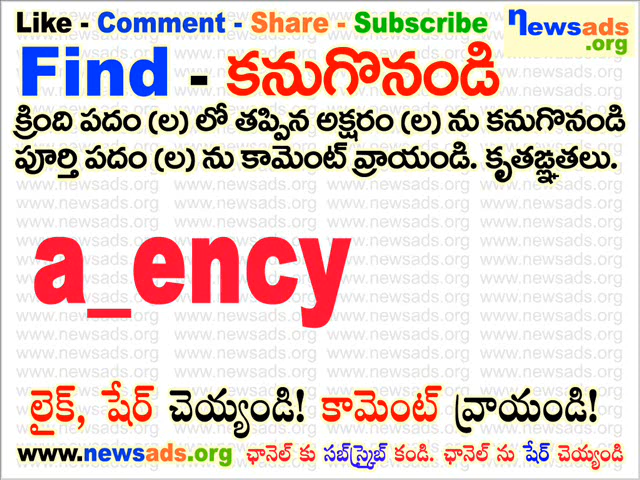 Like - Comment - Share - Subscribe
newsads
.org
Find - కనుగొనండి
క్రింది పదం (ల) లో తప్పిన అక్షరం (ల) ను కనుగొనండి
పూర్తి పదం (ల) ను కామెంట్ వ్రాయండి. కృతఙ్ఞతలు.
a_ency
లైక్, షేర్ చెయ్యండి! కామెంట్ వ్రాయండి!
www.newsads.org ఛానెల్ కు సబ్‌స్క్రైబ్ కండి. ఛానెల్ ను షేర్ చెయ్యండి